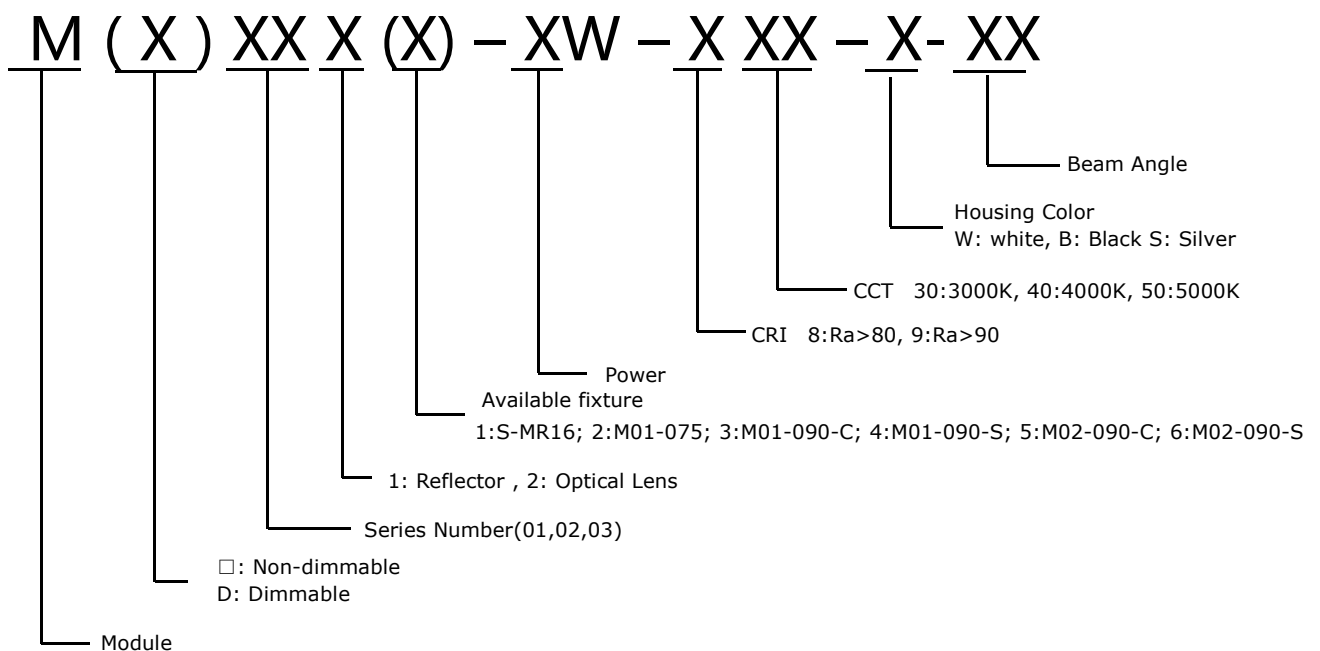 M ( X ) XX X (X) – XW – X XX – X- XX
Beam Angle
Housing Color
W: white, B: Black S: Silver
CCT 30:3000K, 40:4000K, 50:5000K
CRI 8:Ra>80, 9:Ra>90
Power
Available fixture
1:S-MR16; 2:M01-075; 3:M01-090-C; 4:M01-090-S; 5:M02-090-C; 6:M02-090-S
1: Reflector , 2: Optical Lens
Series Number(01,02,03)
□: Non-dimmable
D: Dimmable
Module